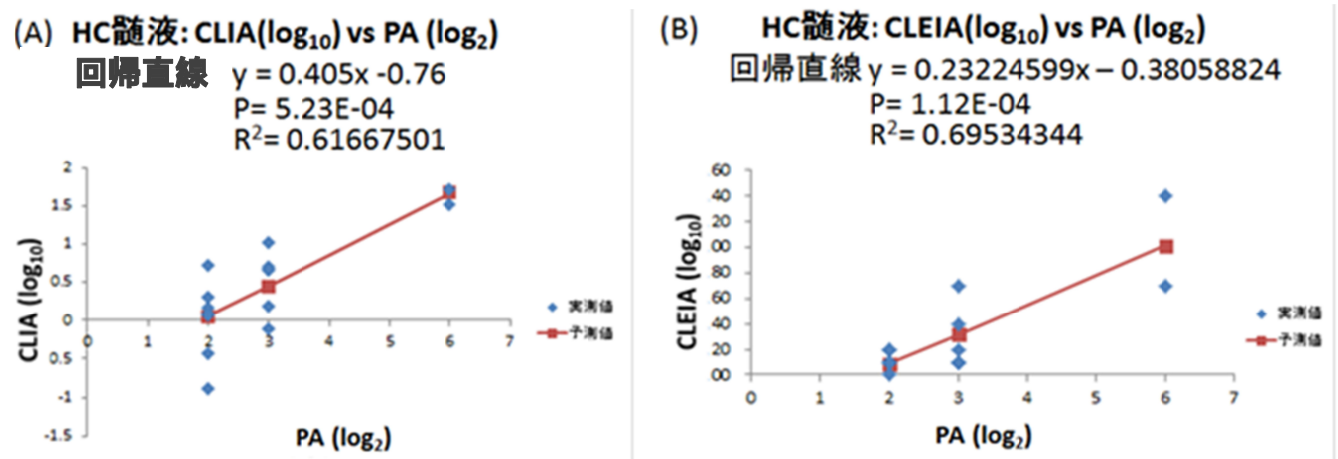 (A) HC髄液: CLIA(log10) vs PA (log2)
回帰直線 y = 0.405x -0.76
P= 5.23E-04
R2= 0.61667501
2
1.5
1
0.5
0
0.5
-1
-1.5
0 1 2 3 4 5 6 7
CLIA (log10)
PA (log2)
実測値
予測値
(B) HC髄液: CLEIA(log10) vs PA (log2)
回帰直線 y = 0.23224599x – 0.38058824
P= 1.12E-04
R2= 0.69534344
60
40
20
00
80
60
40
20
00
0 1 2 3 4 5 6 7
CLEIA (log10)
PA (log2)
実測値
予測値